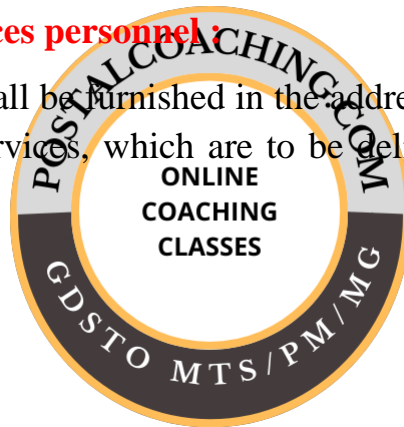 ces personnel :
all be furnished in the addre
rvices, which are to be deli
POSTALCOACHING.COM
ONLINE
COACHING
CLASSES
GDSTO MTS/PM/MG